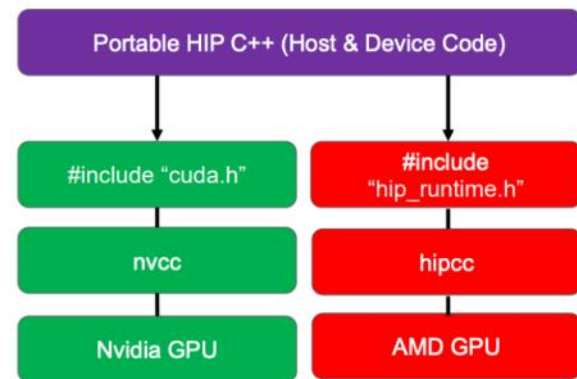 Portable HIP C++ (Host & Device Code)
#include “cuda.h”
#include
“hip_runtime.h”
nvcc
hipcc
Nvidia GPU
AMD GPU